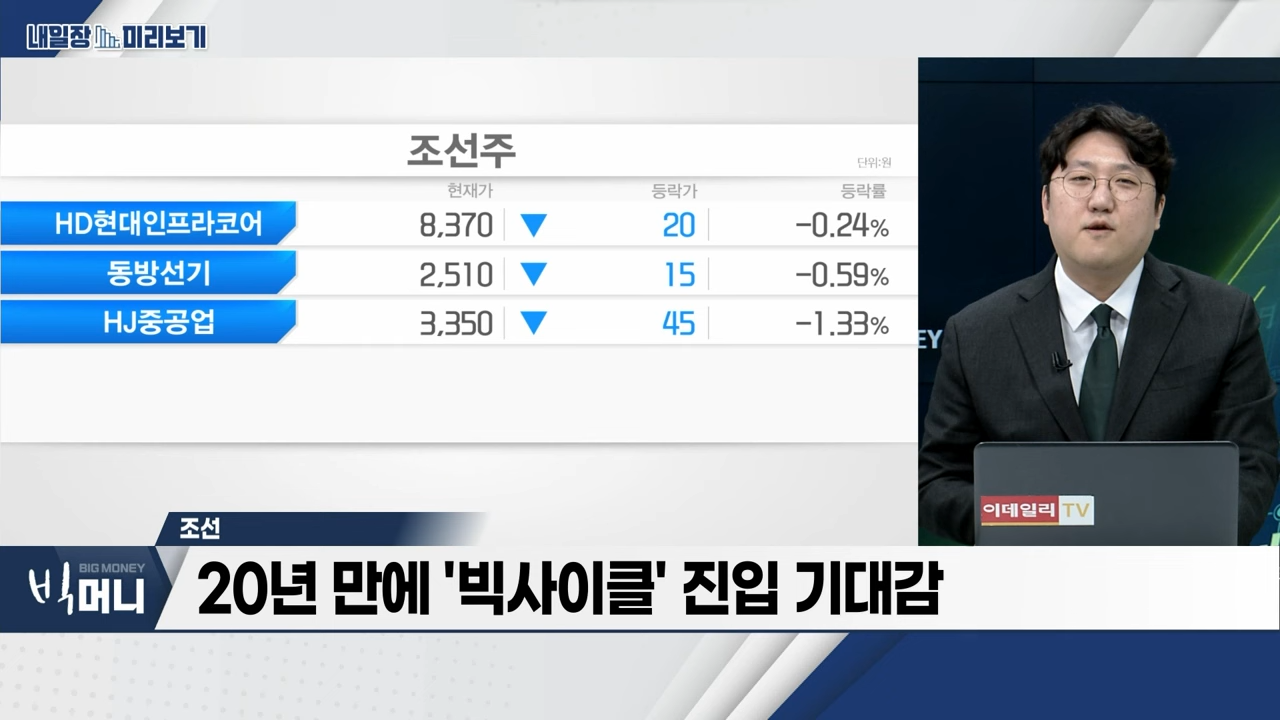 내일장 미리보기
조선주
단위:원
현재가 등락가 등락률
HD현대인프라코어 8,370 ▼ 20 -0.24%
동방선기 2,510 ▼ 15 -0.59%
HJ중공업 3,350 ▼ 45 -1.33%
EY
이데일리TV
조선
BIG MONEY
빅머니
20년 만에 '빅사이클' 진입 기대감